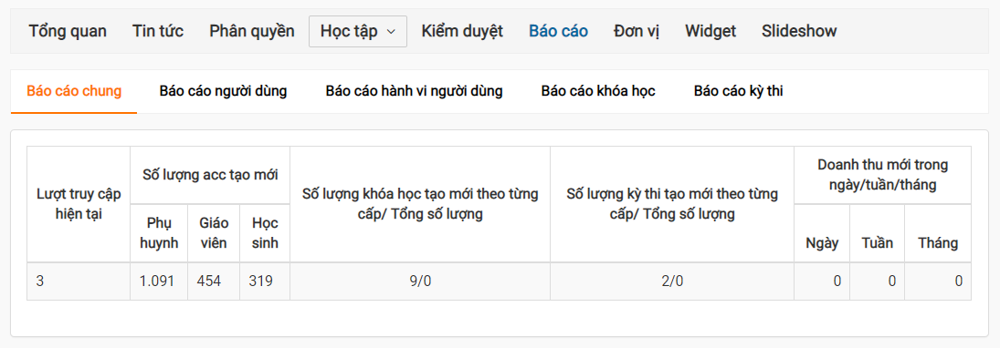 Tổng quan Tin tức Phân quyền Học tập Kiểm duyệt Báo cáo Đơn vị Widget Slideshow
Báo cáo chung Báo cáo người dùng Báo cáo hành vi người dùng Báo cáo khóa học Báo cáo kỳ thi
Lượt truy cập
hiện tại
Số lượng acc tạo mới
Phụ
huynh
Giáo
viên
Học
sinh
Số lượng khóa học tạo mới theo từng
cấp/ Tổng số lượng
Số lượng kỳ thi tạo mới theo từng
cấp/ Tổng số lượng
Doanh thu mới trong
ngày/tuần/tháng
Ngày Tuần Tháng
3 1.091 454 319 9/0 2/0 0 0 0